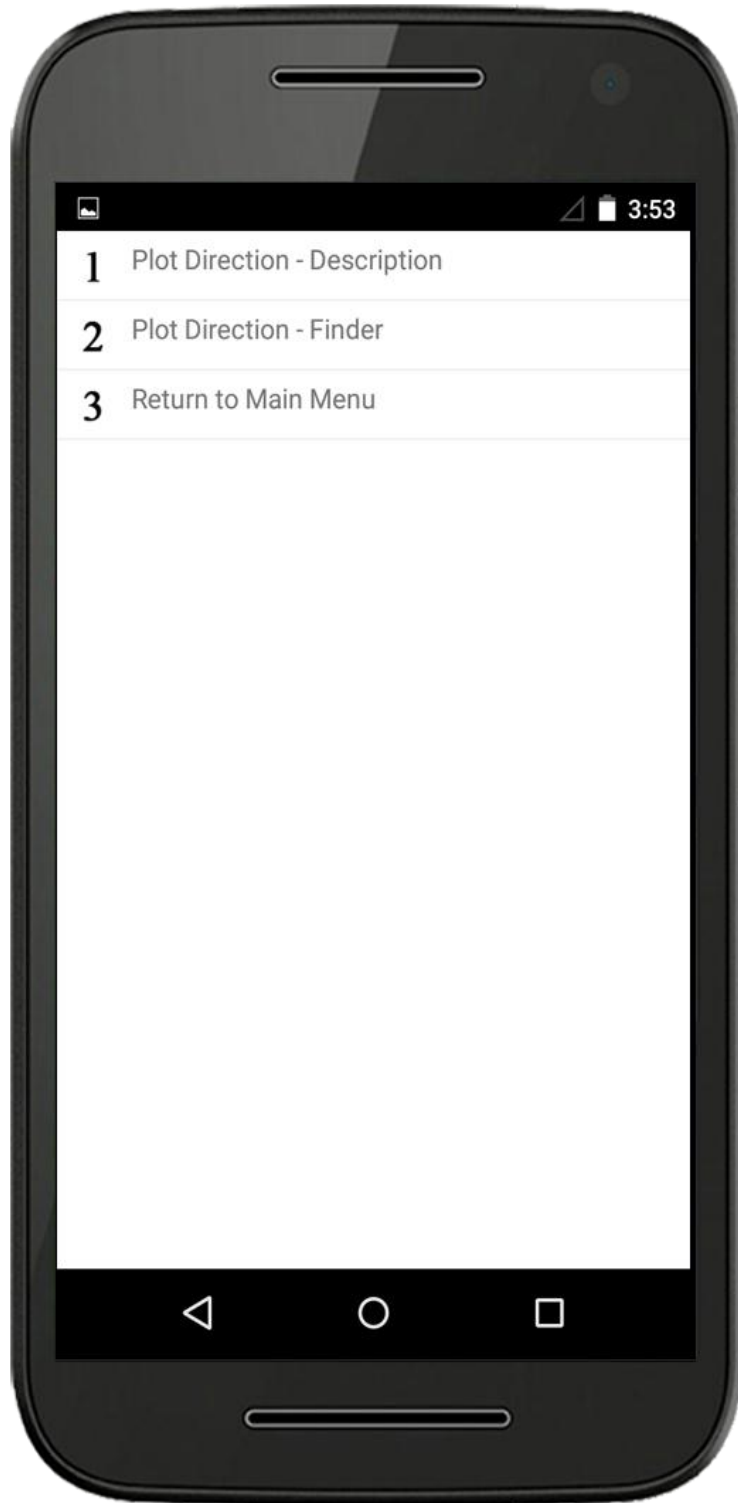 3:53
1 Plot Direction - Description
2 Plot Direction - Finder
3 Return to Main Menu